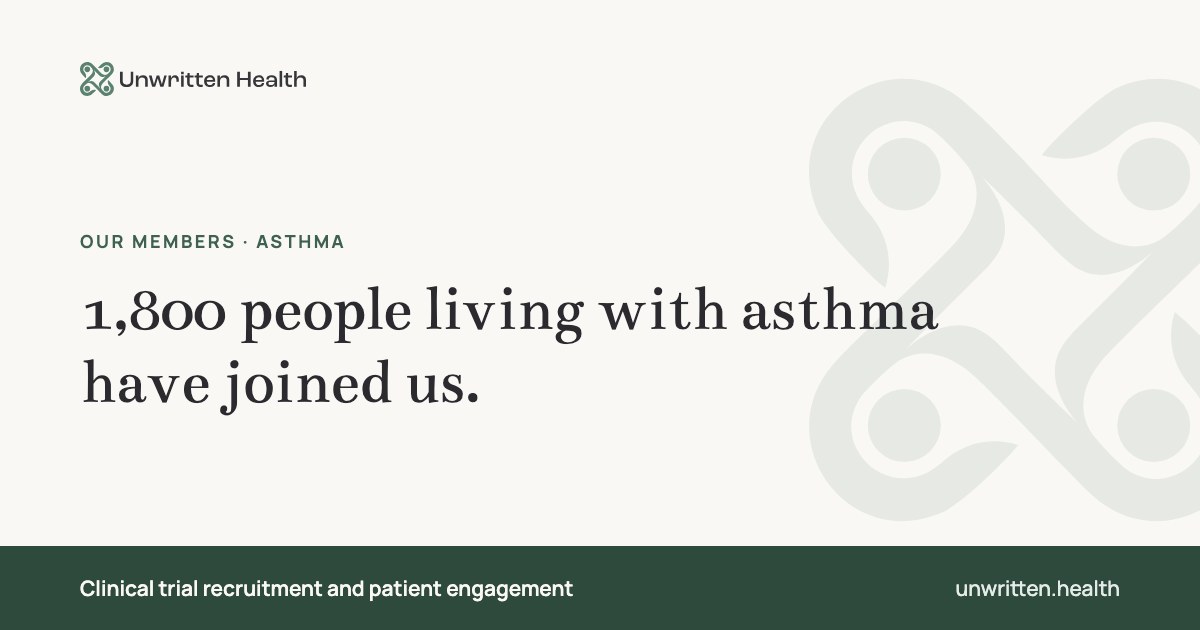 Unwritten Health
OUR MEMBERS · ASTHMA
1,800 people living with asthma
have joined us.
Clinical trial recruitment and patient engagement
unwritten.health